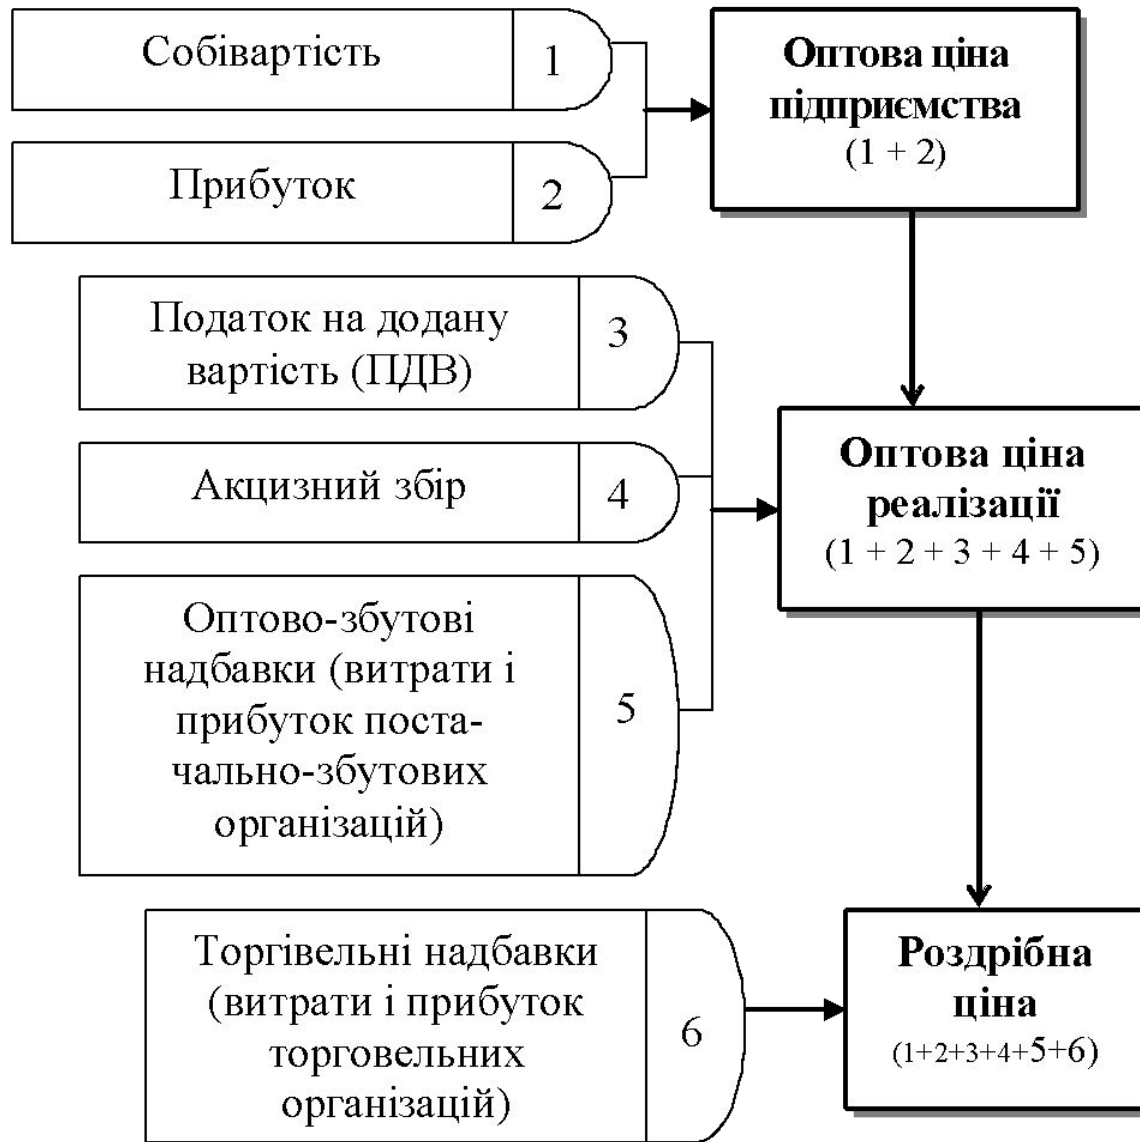 Собівартість
1
Прибуток
2
Оптова ціна
підприємства
(1 + 2)
Податок на додану
вартість (ПДВ)
3
Акцизний збір
4
Оптово-збутові
надбавки (витрати і
прибуток поста-
чально-збутових
організацій)
5
Оптова ціна
реалізації
(1 + 2 + 3 + 4 + 5)
Торгівельні надбавки
(витрати і прибуток
торговельних
організацій)
6
Роздрібна
ціна
(1+2+3+4+5+6)